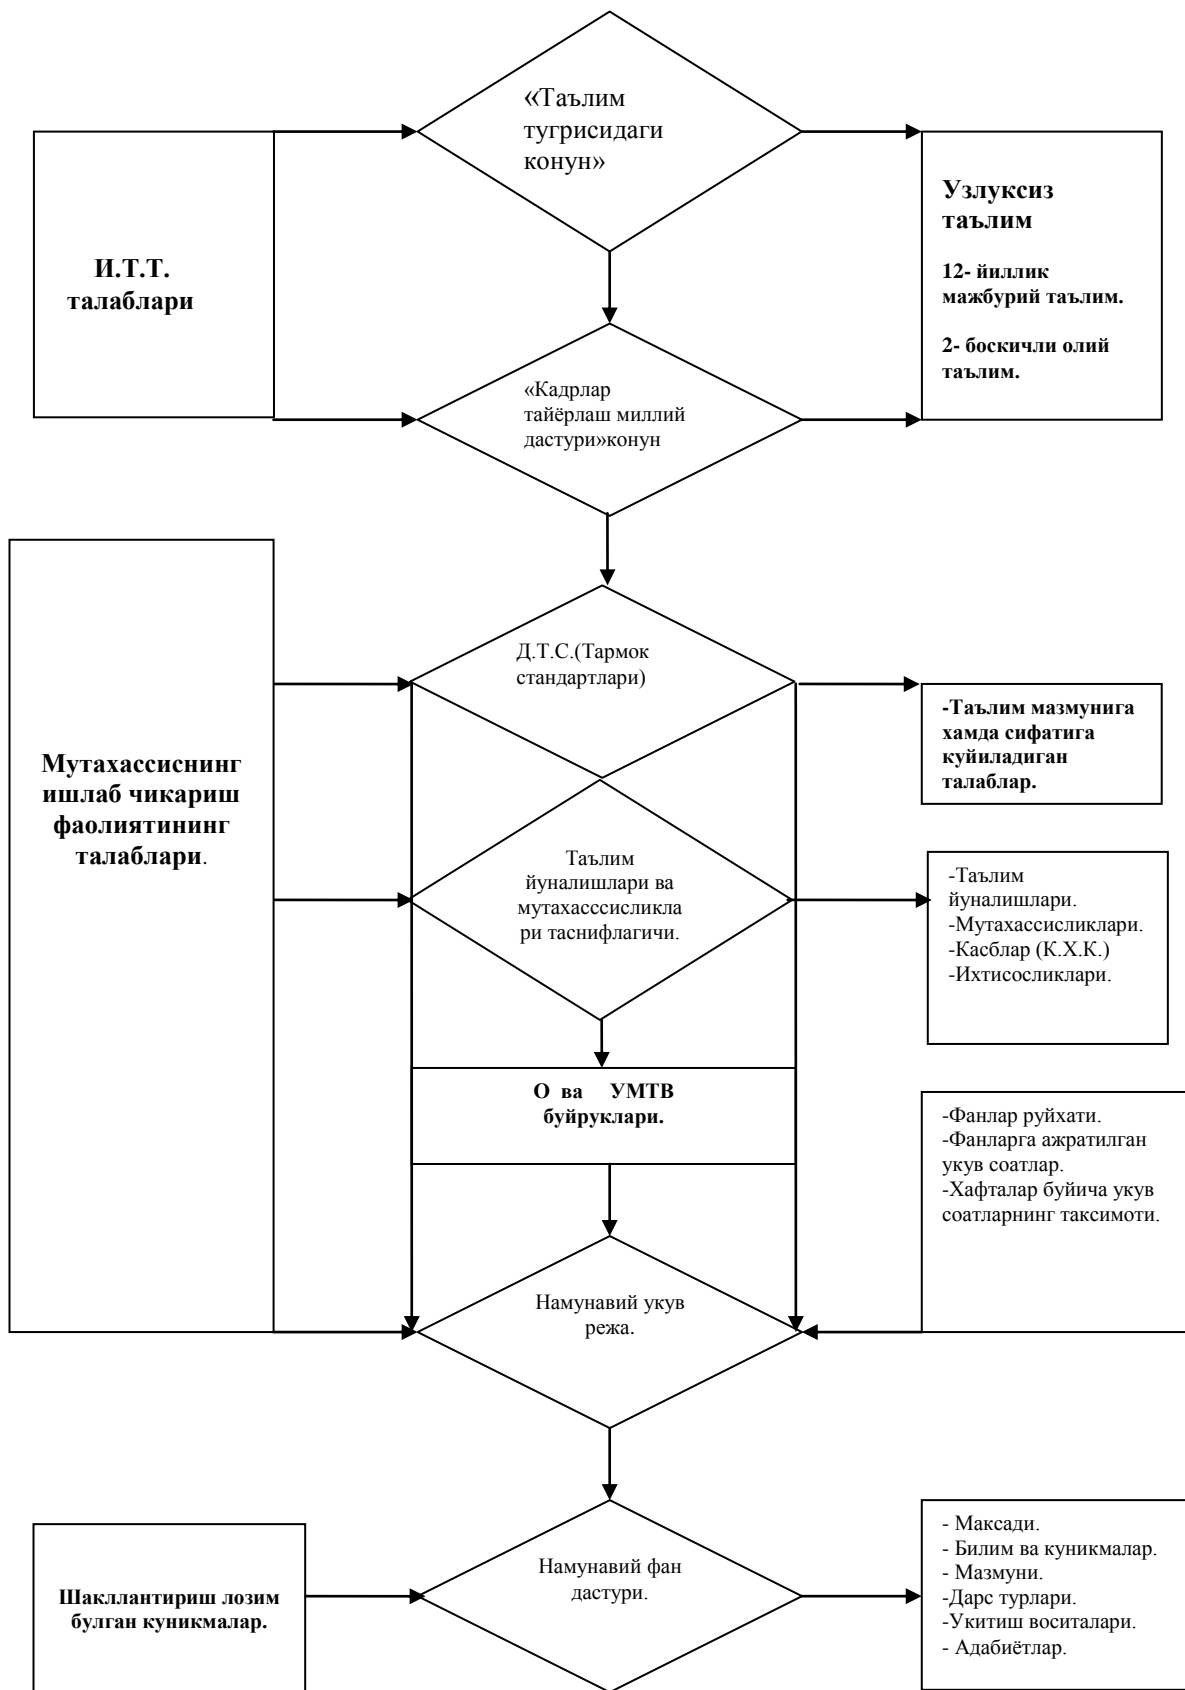 «Таълим
тугрисидаги
конун»
И.Т.Т.
талаблари
Узлуксиз
таълим
12- йиллик
мажбурий таълим.
2- боскичли олий
таълим.
«Кадрлар
тайёрлаш миллий
дастури»конун
Мутахассиснинг
ишлаб чикариш
фаолиятининг
талаблари.
Д.Т.С.(Тармок
стандартлари)
-Таълим мазмунига
хамда сифатига
куйиладиган
талаблар.
Таълим
йуналишлари ва
мутахасссисликла
ри таснифлагичи.
-Таълим
йуналишлари.
-Мутахассисликлари.
-Касблар (К.Х.К.)
-Ихтисосликлари.
О ва УМТВ
буйруклари.
-Фанлар руйхати.
-Фанларга ажратилган
укув соатлар.
-Хафталар буйича укув
соатларнинг таксимоти.
Намунавий укув
режа.
Шакллантириш лозим
булган куникмалар.
Намунавий фан
дастури.
- Максади.
- Билим ва куникмалар.
- Мазмуни.
-Дарс турлари.
-Укитиш воситалари.
- Адабиётлар.